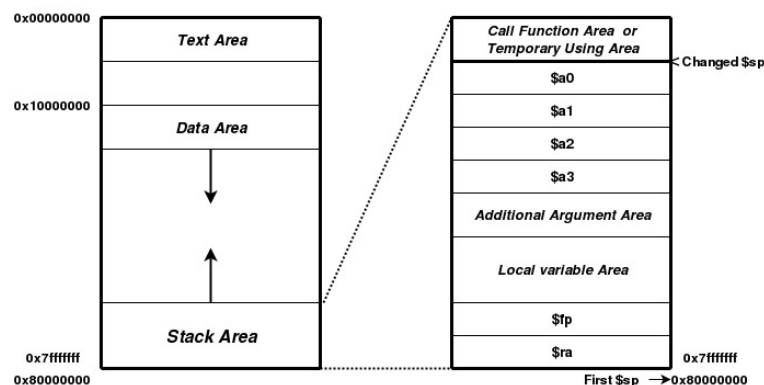 0x00000000
Text Area
0x10000000
Data Area
Stack Area
0x7fffffff
0x80000000
Call Function Area or
Temporary Using Area
Changed $sp
$a0
$a1
$a2
$a3
Additional Argument Area
Local variable Area
$fp
$ra
0x7fffffff
First $sp
0x80000000